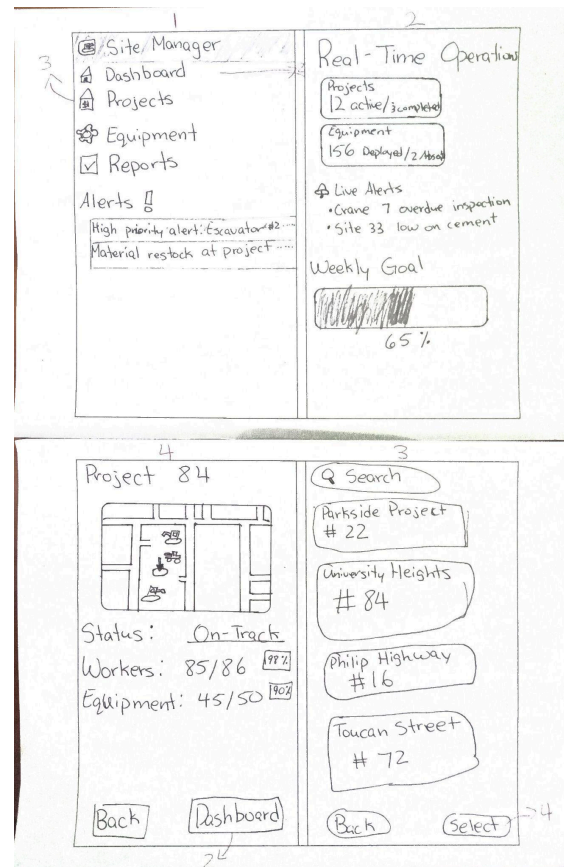 1
Site Manager
3
Dashboard
Projects
Equipment
Reports
Alerts !
High priority alert: Excavator #2....
Material restock at project ....
2
Real-Time Operations
Projects
12 active/3 completed
Equipment
156 Deployed/2
Live Alerts
•Crane 7 overdue inspection
•Site 33 low on cement
Weekly Goal
65%
4
Project 84
Status: On-Track
Workers: 85/86 98%
Equipment: 45/50 90%
Back
Dashboard
2
3
Search
Parkside Project
# 22
University Heights
# 84
Philip Highway
#16
Toucan Street
# 72
Back
Select
4